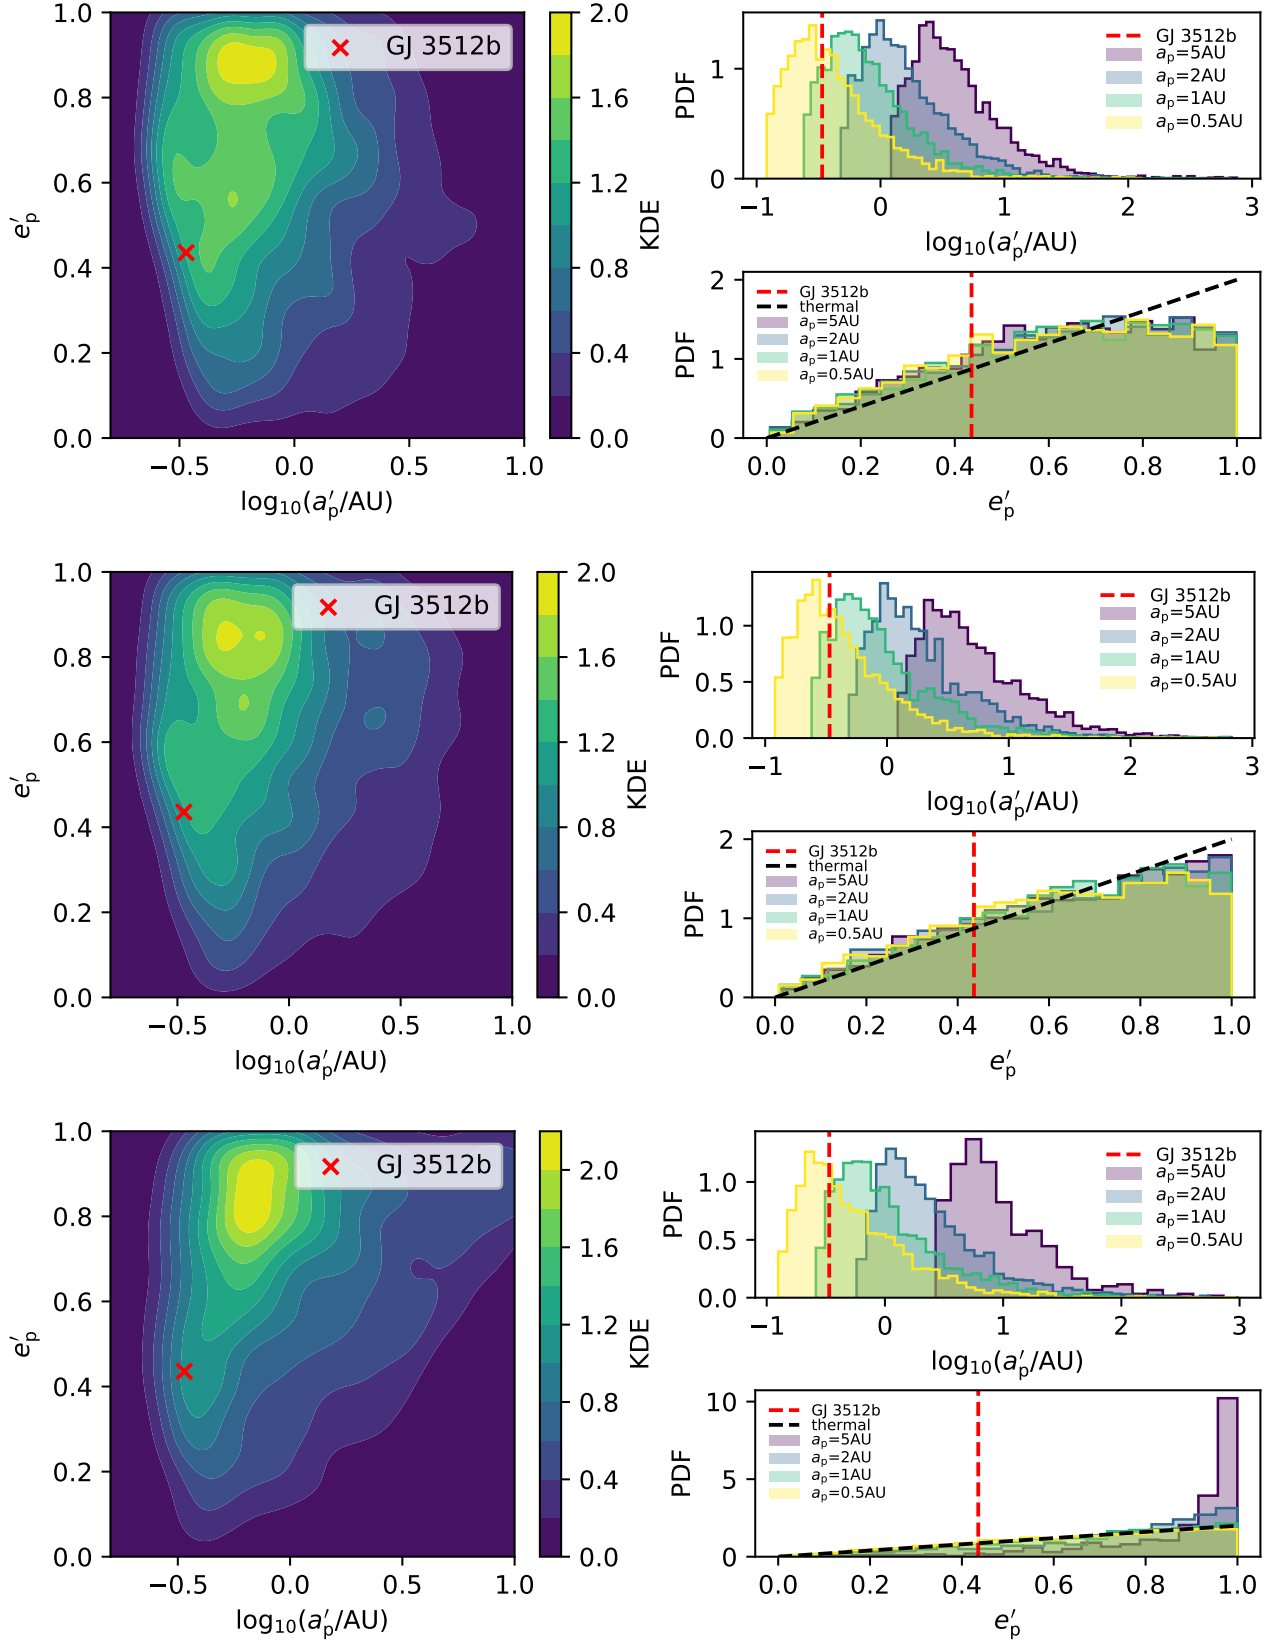 1.0
0.8
0.6
0.4
0.2
0.0
e′p
−0.5
0.0
0.5
1.0
log10(a′p/AU)
GJ 3512b
2.0
1.6
1.2
0.8
0.4
0.0
KDE
PDF
1
0
−1
0
1
2
3
log10(a′p/AU)
GJ 3512b
ap=5AU
ap=2AU
ap=1AU
ap=0.5AU
PDF
2
1
0
0.0
0.2
0.4
0.6
0.8
1.0
e′p
GJ 3512b
thermal
ap=5AU
ap=2AU
ap=1AU
ap=0.5AU
1.0
0.8
0.6
0.4
0.2
0.0
e′p
−0.5
0.0
0.5
1.0
log10(a′p/AU)
GJ 3512b
2.0
1.6
1.2
0.8
0.4
0.0
KDE
PDF
1.0
0.5
0.0
−1
0
1
2
3
log10(a′p/AU)
GJ 3512b
ap=5AU
ap=2AU
ap=1AU
ap=0.5AU
PDF
2
1
0
0.0
0.2
0.4
0.6
0.8
1.0
e′p
GJ 3512b
thermal
ap=5AU
ap=2AU
ap=1AU
ap=0.5AU
1.0
0.8
0.6
0.4
0.2
0.0
e′p
−0.5
0.0
0.5
1.0
log10(a′p/AU)
GJ 3512b
2.0
1.6
1.2
0.8
0.4
0.0
KDE
PDF
1.0
0.5
0.0
−1
0
1
2
3
log10(a′p/AU)
GJ 3512b
ap=5AU
ap=2AU
ap=1AU
ap=0.5AU
PDF
10
5
0
0.0
0.2
0.4
0.6
0.8
1.0
e′p
GJ 3512b
thermal
ap=5AU
ap=2AU
ap=1AU
ap=0.5AU